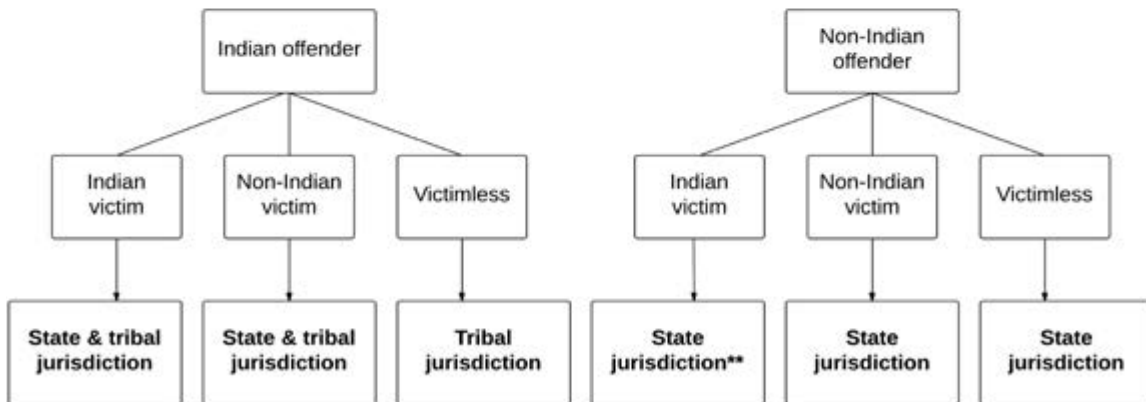 Indian offender
Non-Indian
offender
Indian
victim
Non-Indian
victim
Victimless
Indian
victim
Non-Indian
victim
Victimless
State & tribal
jurisdiction
State & tribal
jurisdiction
Tribal
jurisdiction
State
jurisdiction**
State
jurisdiction
State
jurisdiction